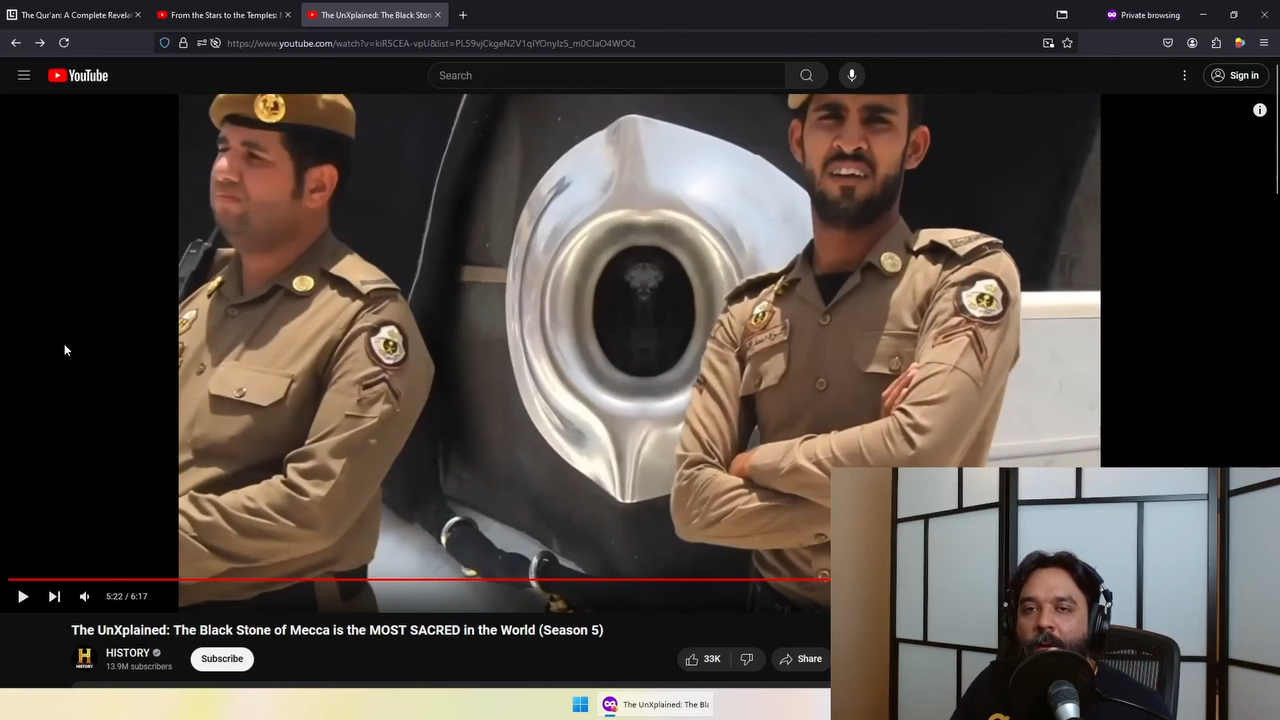 The Qur'an: A Complete Revelat
From the Stars to the Temples:
The UnXplained: The Black Ston
Private browsing
https://www.youtube.com/watch?v=kiR5CEA-vpU&list=PL59vjCkgeN2V1qIYOnyIz5_m0ClaO4WOQ
YouTube
Search
Sign in
5:22 / 6:17
The UnXplained: The Black Stone of Mecca is the MOST SACRED in the World (Season 5)
HISTORY
13.9M subscribers
Subscribe
33K
Share
The UnXplained: The Bla